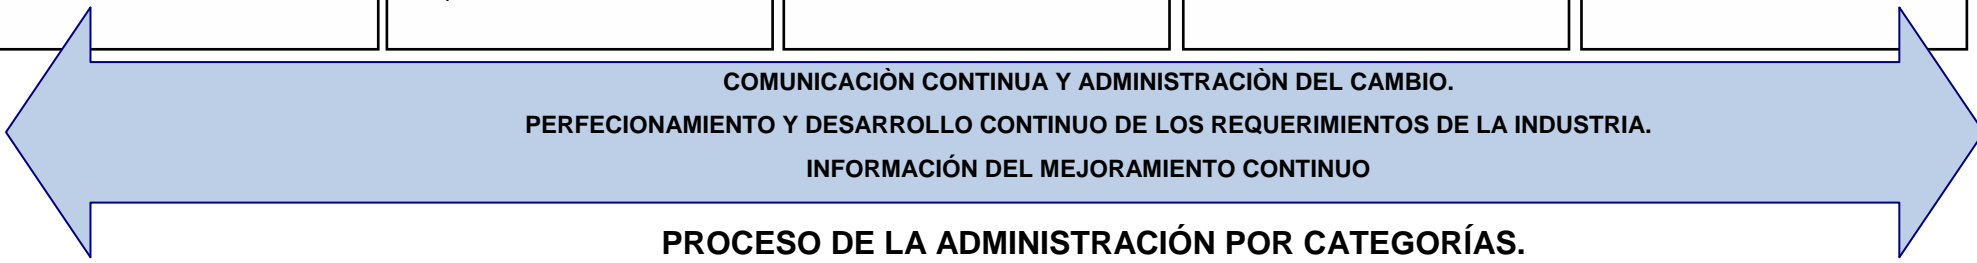 COMUNICACIÒN CONTINUA Y ADMINISTRACIÒN DEL CAMBIO.
PERFECIONAMIENTO Y DESARROLLO CONTINUO DE LOS REQUERIMIENTOS DE LA INDUSTRIA.
INFORMACIÓN DEL MEJORAMIENTO CONTINUO
PROCESO DE LA ADMINISTRACIÓN POR CATEGORÍAS.